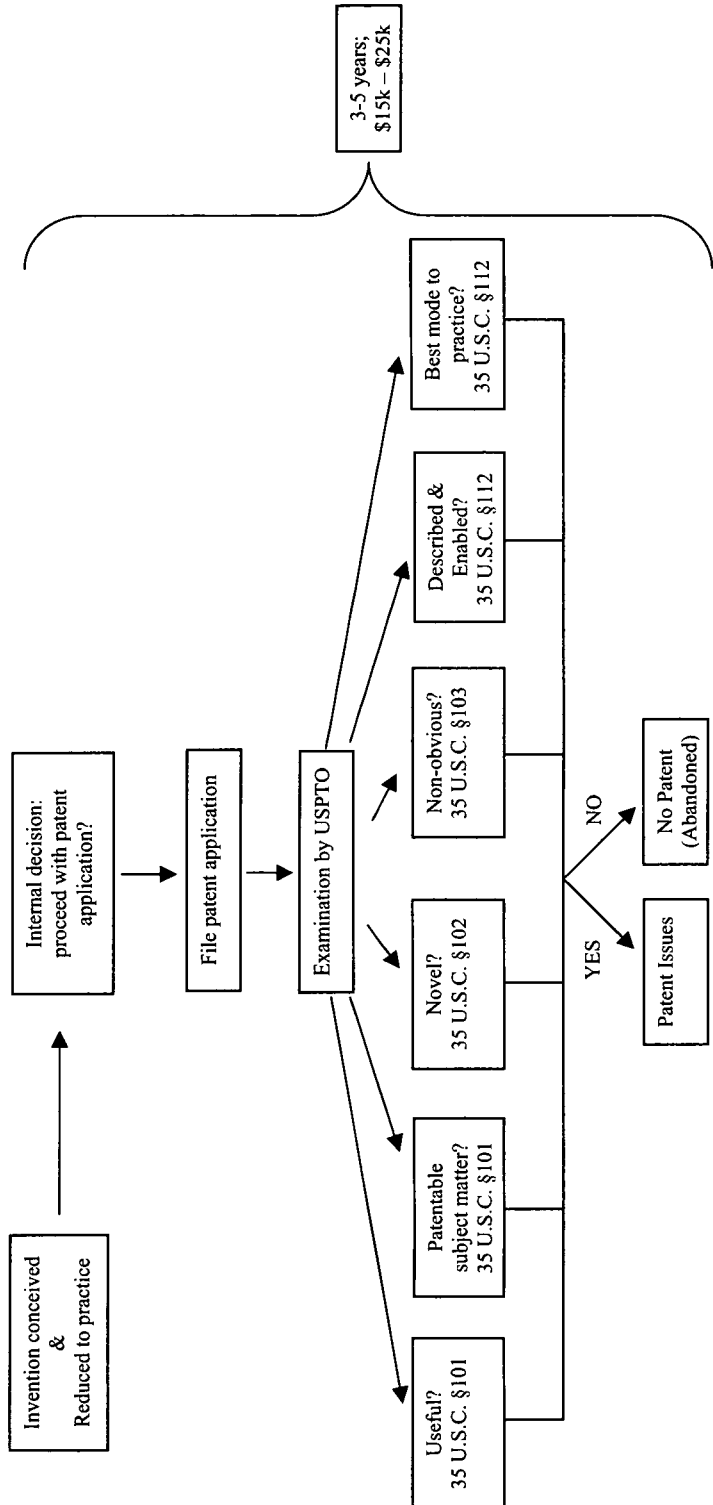 Invention conceived
&
Reduced to practice
Internal decision:
proceed with patent
application?
File patent application
Examination by USPTO
Useful?
35 U.S.C. §101
Patentable
subject matter?
35 U.S.C. §101
Novel?
35 U.S.C. §102
Non-obvious?
35 U.S.C. §103
Described &
Enabled?
35 U.S.C. §112
Best mode to
practice?
35 U.S.C. §112
YES
NO
Patent Issues
No Patent
(Abandoned)
3-5 years;
$15k – $25k